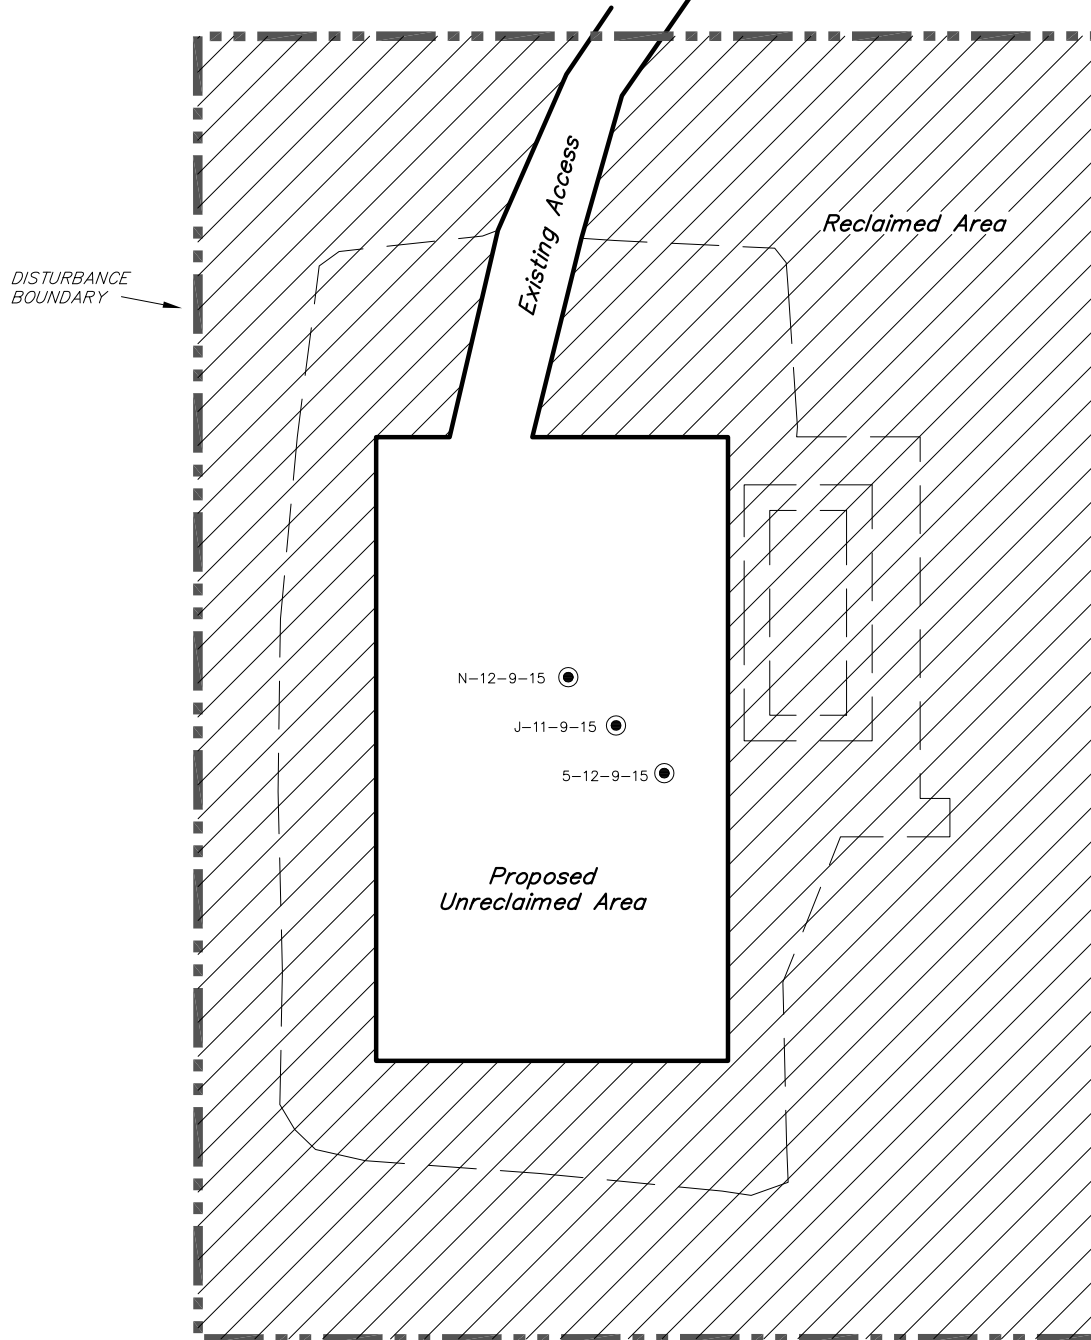 Existing Access
Reclaimed Area
DISTURBANCE
BOUNDARY
N-12-9-15
J-11-9-15
5-12-9-15
Proposed
Unreclaimed Area